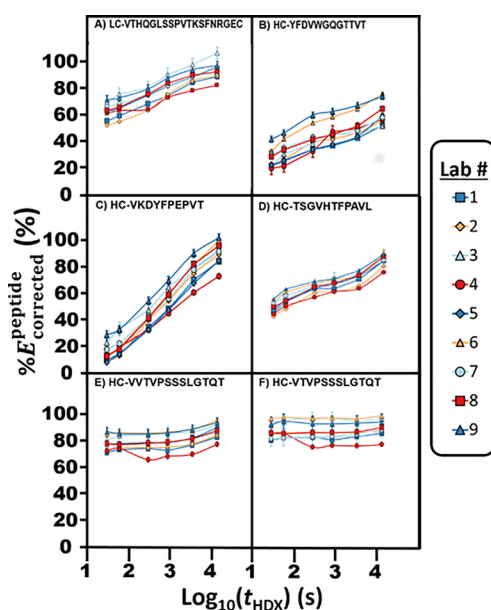 A) LC-VTHQGLSSPVTKSFNRGEC
B) HC-YFDVWGQGTTVT
100
80
60
40
20
0
C) HC-VKDYFPEPVT
D) HC-TSGVHTFPAVL
100
80
60
40
20
0
E) HC-VVTVPSSSLGTQT
F) HC-VTVPSSSLGTQT
100
80
60
40
20
0
1 2 3 4 1 2 3 4 5
%E peptide corrected (%)
Log10(tHDX) (s)
Lab #
1
2
3
4
5
6
7
8
9